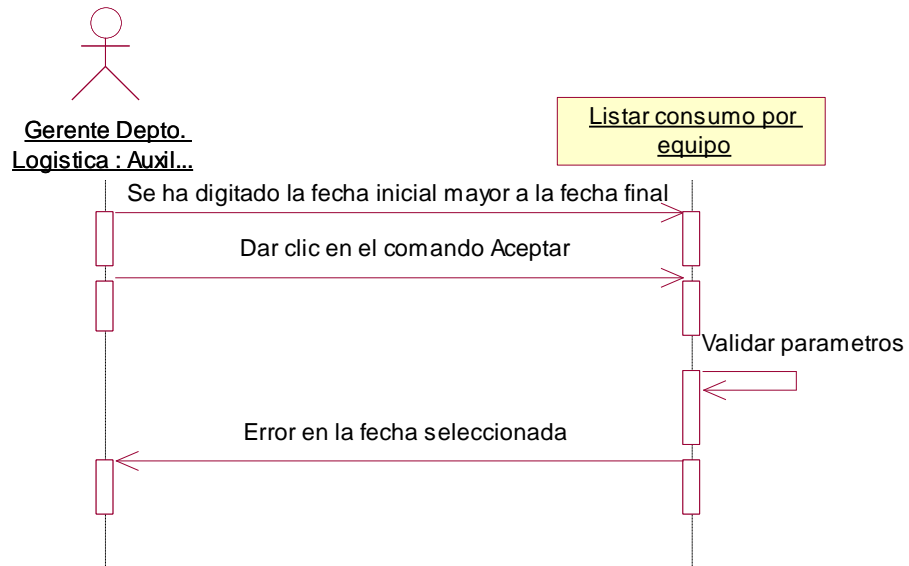 Gerente Depto.
Logistica : Auxil...
Listar consumo por
equipo
Se ha digitado la fecha inicial mayor a la fecha final
Dar clic en el comando Aceptar
Validar parametros
Error en la fecha seleccionada